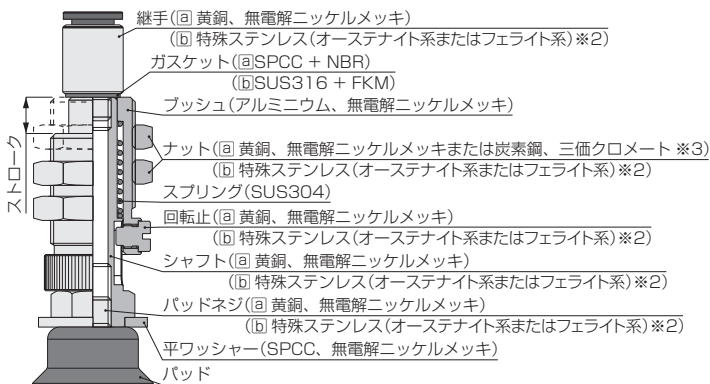 継手(ⓐ 黄銅、無電解ニッケルメッキ)
(ⓑ 特殊ステンレス(オーステナイト系またはフェライト系)※2)
ガスケット(ⓐSPCC + NBR)
(ⓑSUS316 + FKM)
ブッシュ(アルミニウム、無電解ニッケルメッキ)
ナット(ⓐ 黄銅、無電解ニッケルメッキまたは炭素鋼、三価クロメート ※3)
(ⓑ 特殊ステンレス(オーステナイト系またはフェライト系)※2)
ストローク
スプリング(SUS304)
回転止(ⓐ 黄銅、無電解ニッケルメッキ)
(ⓑ 特殊ステンレス(オーステナイト系またはフェライト系)※2)
シャフト(ⓐ 黄銅、無電解ニッケルメッキ)
(ⓑ 特殊ステンレス(オーステナイト系またはフェライト系)※2)
パッドネジ(ⓐ 黄銅、無電解ニッケルメッキ)
(ⓑ 特殊ステンレス(オーステナイト系またはフェライト系)※2)
平ワッシャー(SPCC、無電解ニッケルメッキ)
パッド